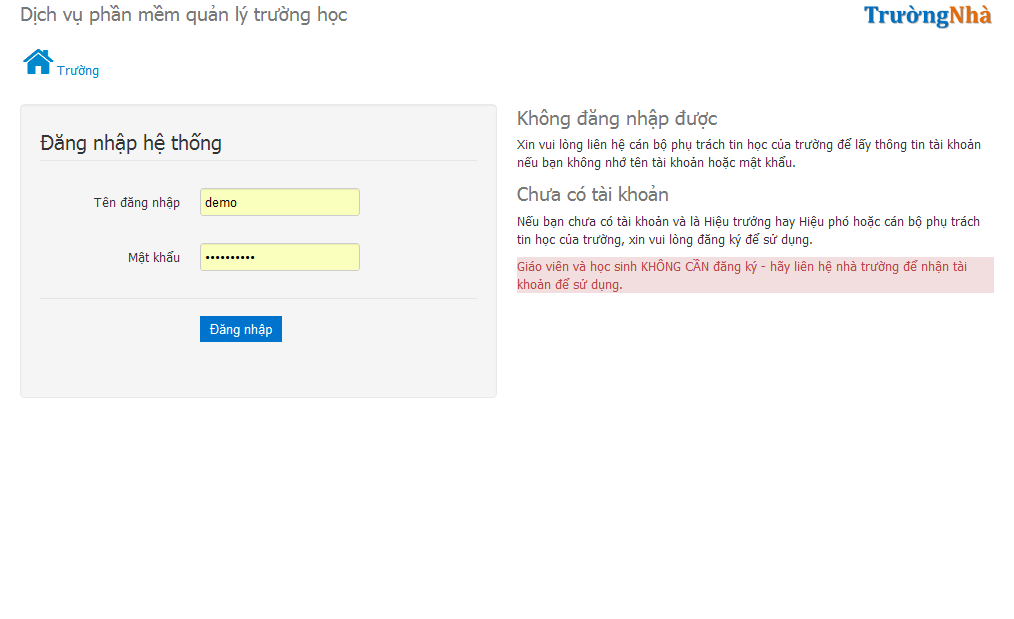 Dịch vụ phần mềm quản lý trường học
TrườngNhà
Trường
Đăng nhập hệ thống
Tên đăng nhập
demo
Mật khẩu
••••••••••
Đăng nhập
Không đăng nhập được
Xin vui lòng liên hệ cán bộ phụ trách tin học của trường để lấy thông tin tài khoản
nếu bạn không nhớ tên tài khoản hoặc mật khẩu.
Chưa có tài khoản
Nếu bạn chưa có tài khoản và là Hiệu trưởng hay Hiệu phó hoặc cán bộ phụ trách
tin học của trường, xin vui lòng đăng ký để sử dụng.
Giáo viên và học sinh KHÔNG CẦN đăng ký - hãy liên hệ nhà trường để nhận tài
khoản để sử dụng.